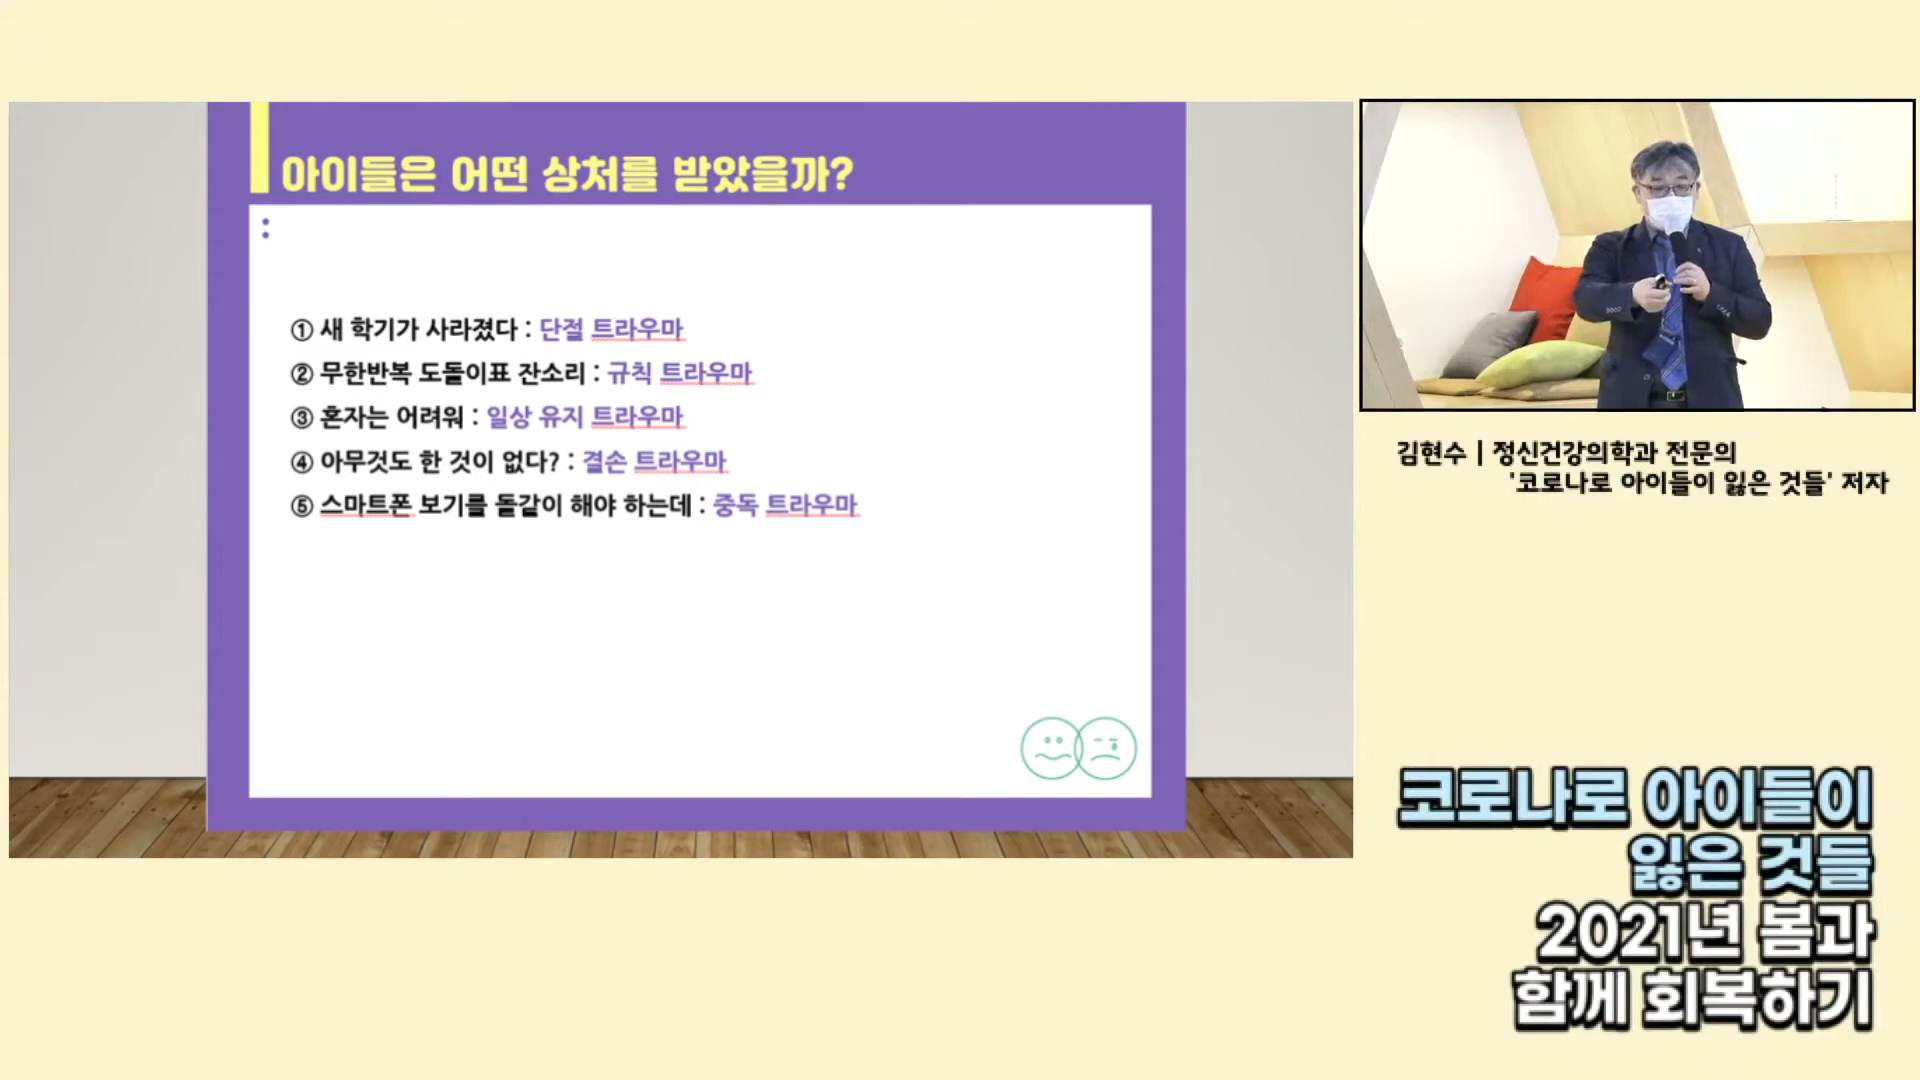 아이들은 어떤 상처를 받았을까?
:
① 새 학기가 사라졌다 : 단절 트라우마
② 무한반복 도돌이표 잔소리 : 규칙 트라우마
③ 혼자는 어려워 : 일상 유지 트라우마
④ 아무것도 한 것이 없다? : 결손 트라우마
⑤ 스마트폰 보기를 돌같이 해야 하는데 : 중독 트라우마
김현수 | 정신건강의학과 전문의
'코로나로 아이들이 잃은 것들' 저자
코로나로 아이들이
잃은 것들
2021년 봄과
함께 회복하기